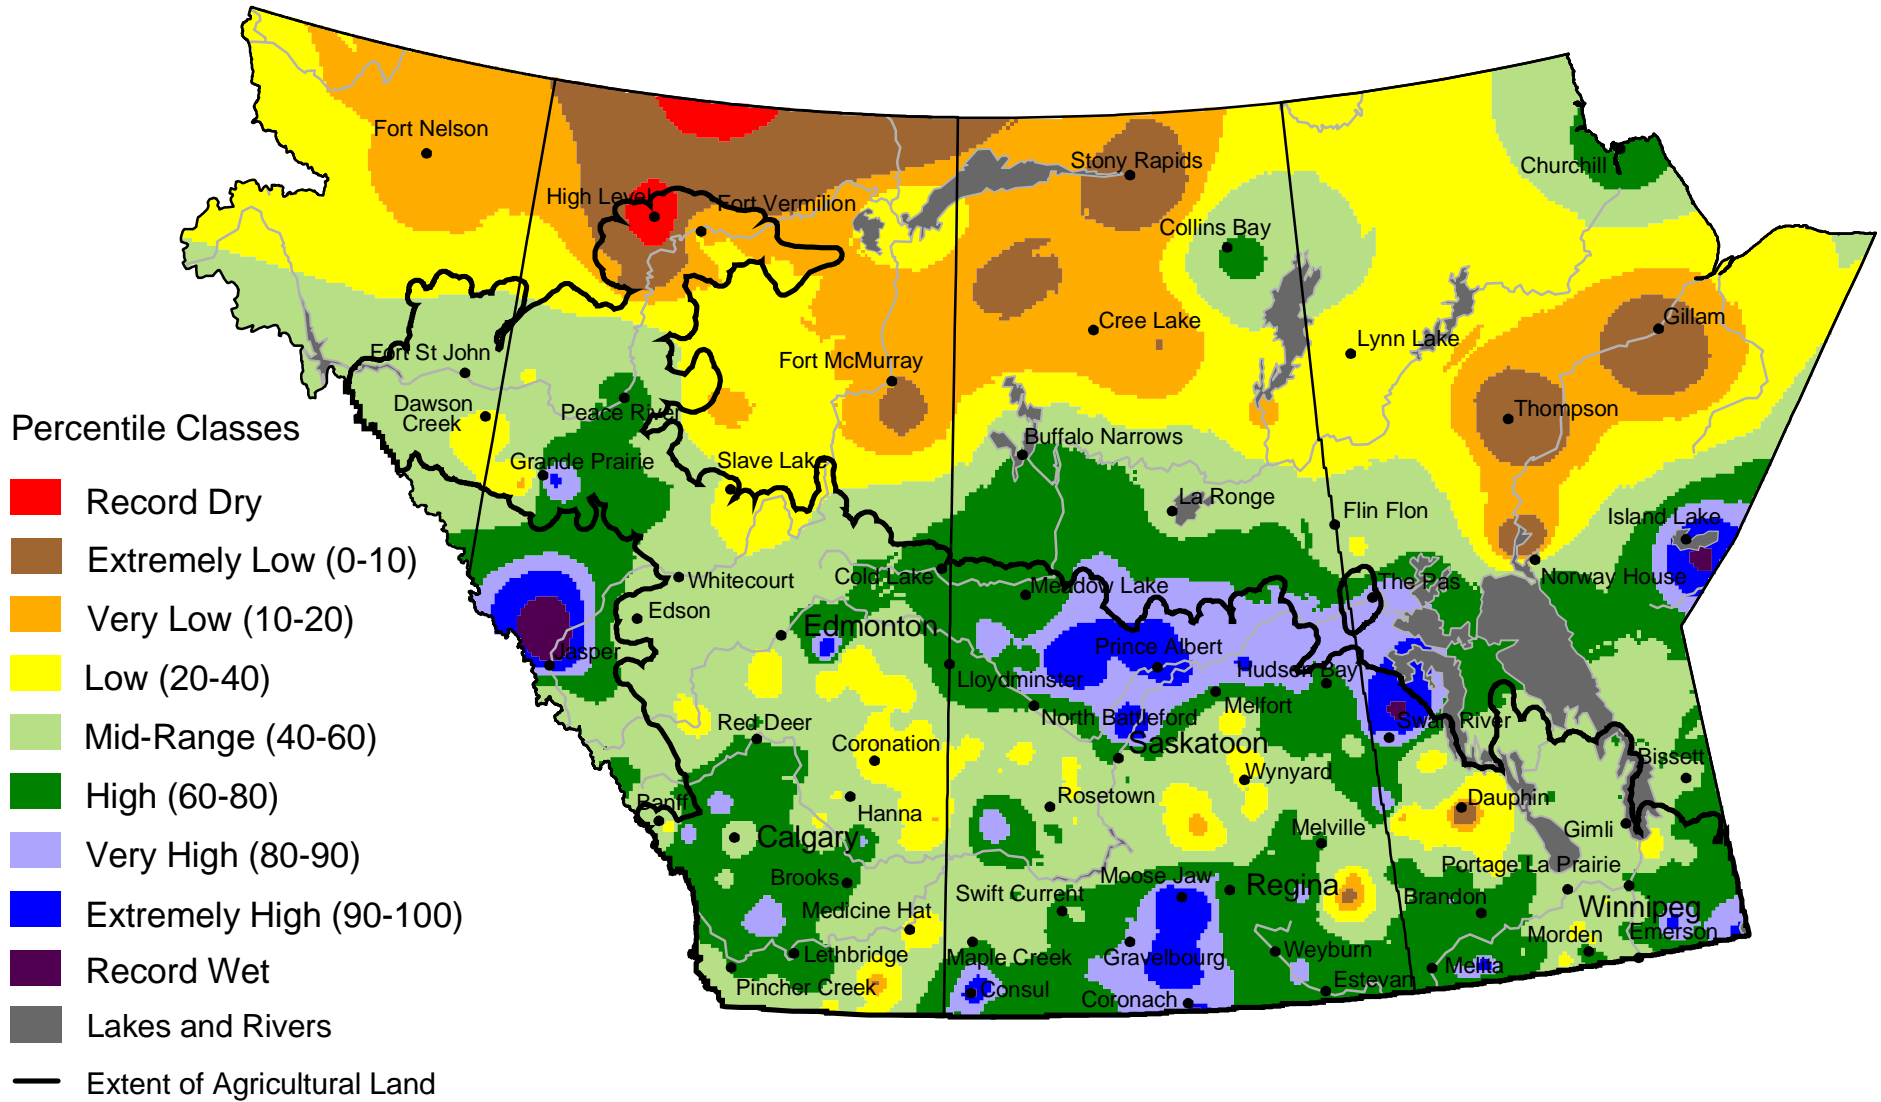 Fort Nelson
Churchill
Stony Rapids
High Level
Fort Vermilion
Collins Bay
Gillam
Cree Lake
Lynn Lake
Fort St John
Fort McMurray
Dawson
Creek
Peace River
Thompson
Percentile Classes
Buffalo Narrows
Grande Prairie
Slave Lake
Record Dry
La Ronge
Flin Flon
Island Lake
Extremely Low (0-10)
Whitecourt
Cold Lake
Meadow Lake
The Pas
Norway House
Very Low (10-20)
Edson
Edmonton
Jasper
Prince Albert
Hudson Bay
Low (20-40)
Lloydminster
Melfort
North Battleford
Swan River
Red Deer
Mid-Range (40-60)
Coronation
Saskatoon
Bissett
Wynyard
High (60-80)
Banff
Hanna
Rosetown
Dauphin
Calgary
Melville
Gimli
Very High (80-90)
Portage La Prairie
Brooks
Moose Jaw
Regina
Swift Current
Brandon
Extremely High (90-100)
Medicine Hat
Winnipeg
Morden
Emerson
Lethbridge
Maple Creek
Gravelbourg
Weyburn
Melita
Record Wet
Pincher Creek
Consul
Coronach
Estevan
Lakes and Rivers
Extent of Agricultural Land